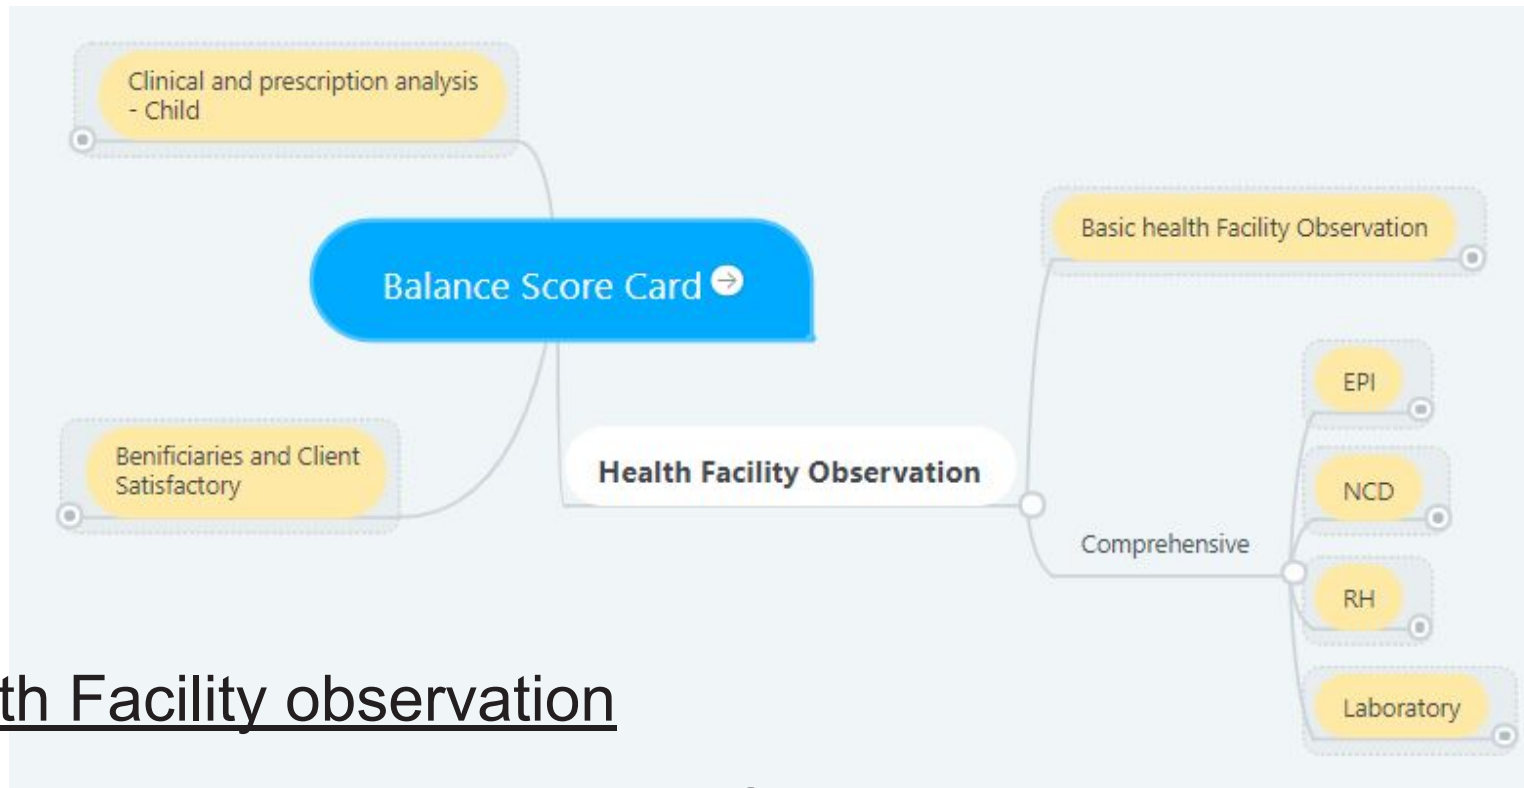 Clinical and prescription analysis
- Child
Balance Score Card
Basic health Facility Observation
EPI
Benificiaries and Client
Satisfactory
Health Facility Observation
NCD
Comprehensive
RH
th Facility observation
Laboratory